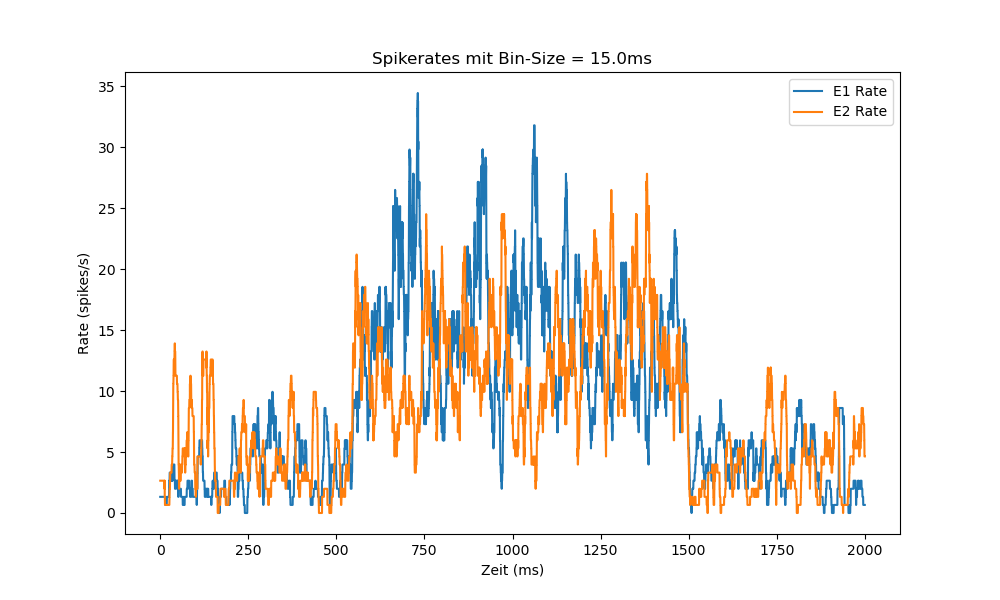 Spikerates mit Bin-Size = 15.0ms
E1 Rate
E2 Rate
Rate (spikes/s)
35
30
25
20
15
10
5
0
0 250 500 750 1000 1250 1500 1750 2000
Zeit (ms)